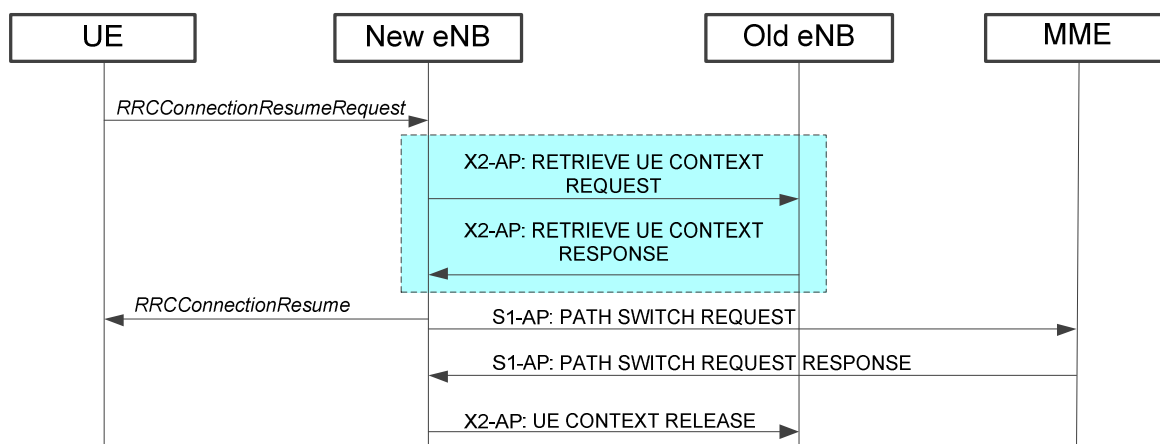 UE
New eNB
Old eNB
MME
RRCConnectionResumeRequest
X2-AP: RETRIEVE UE CONTEXT
REQUEST
X2-AP: RETRIEVE UE CONTEXT
RESPONSE
RRCConnectionResume
S1-AP: PATH SWITCH REQUEST
S1-AP: PATH SWITCH REQUEST RESPONSE
X2-AP: UE CONTEXT RELEASE